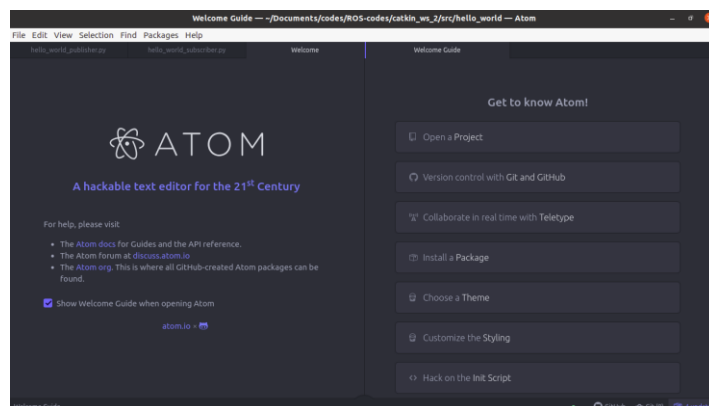 Welcome Guide — ~/Documents/codes/ROS-codes/catkin_ws_2/src/hello_world — Atom
File Edit View Selection Find Packages Help
hello_world_publisher.py hello_world_subscriber.py Welcome Welcome Guide
ATOM
A hackable text editor for the 21st Century
For help, please visit
• The Atom docs for Guides and the API reference.
• The Atom forum at discuss.atom.io
• The Atom org. This is where all GitHub-created Atom packages can be
found.
Show Welcome Guide when opening Atom
atom.io ×
Get to know Atom!
Open a Project
Version control with Git and GitHub
Collaborate in real time with Teletype
Install a Package
Choose a Theme
Customize the Styling
Hack on the Init Script